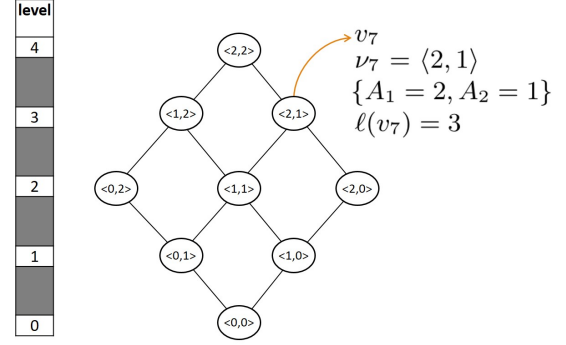 level
4
3
2
1
0
<2,2>
<1,2>
<2,1>
<0,2>
<1,1>
<2,0>
<0,1>
<1,0>
<0,0>
v₇
ν₇ = ⟨2, 1⟩
{A₁ = 2, A₂ = 1}
ℓ(v₇) = 3